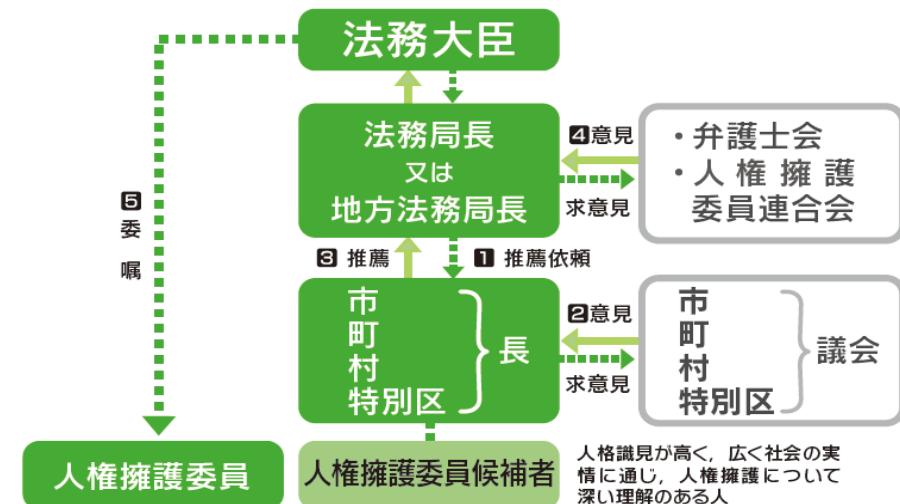 法務大臣
法務局長
又は
地方法務局長
4意見
求意見
・弁護士会
・人権擁護
委員連合会
5委嘱
3 推薦
1 推薦依頼
市
町
村
特別区
長
2意見
求意見
市
町
村
特別区
議会
人権擁護委員
人権擁護委員候補者
人格識見が高く，広く社会の実
情に通じ，人権擁護について
深い理解のある人